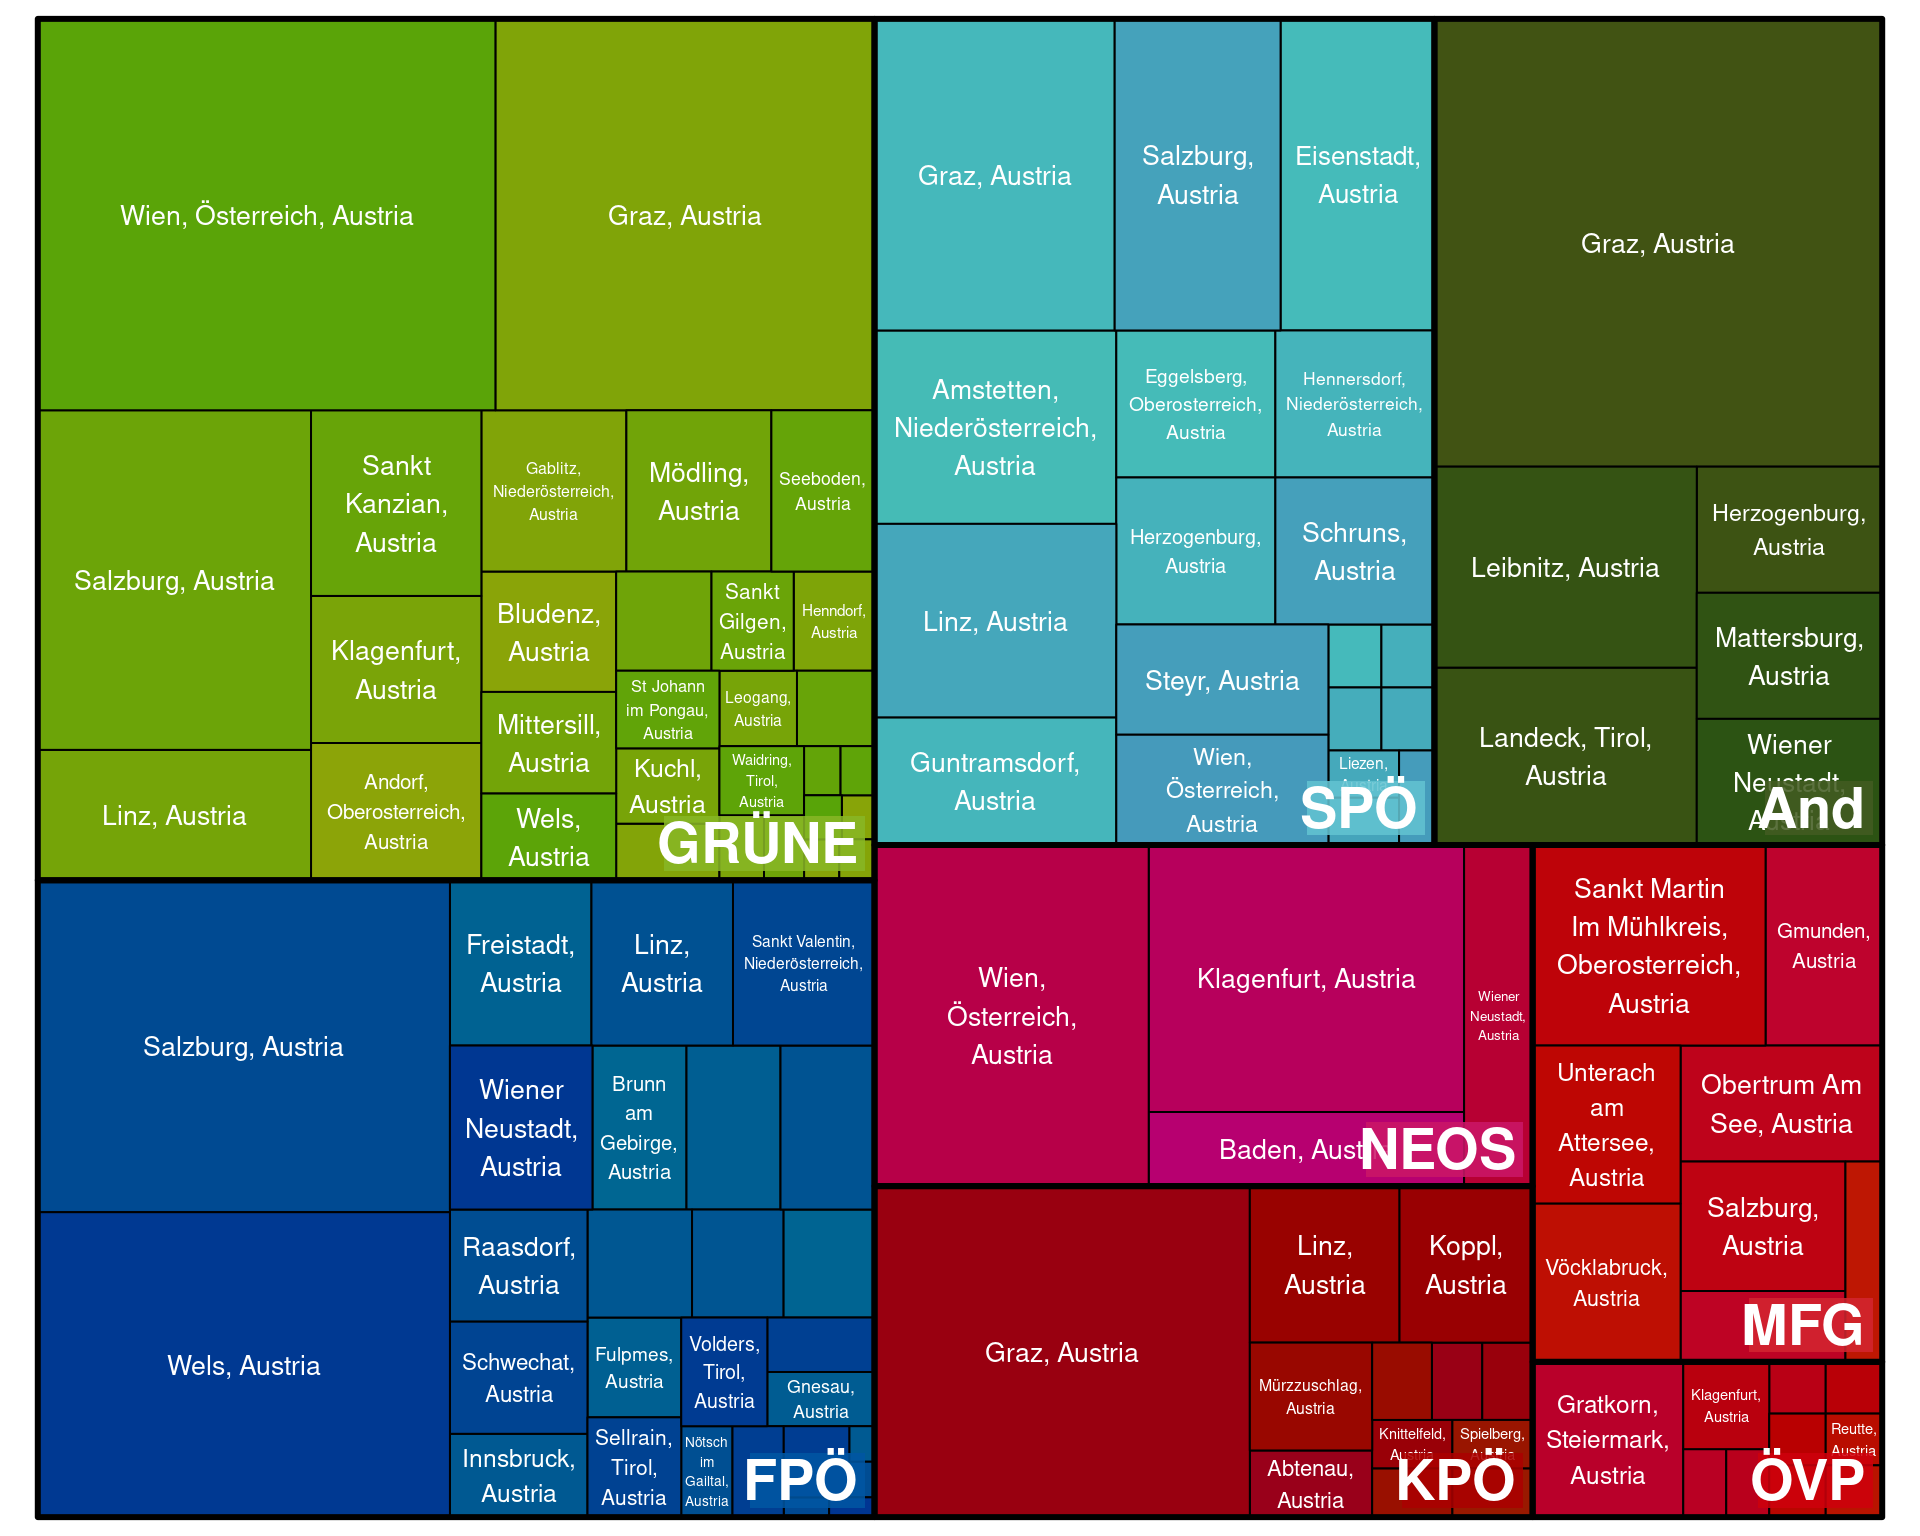 Wien, Österreich, Austria
Graz, Austria
Salzburg, Austria
Linz, Austria
Sankt
Kanzian,
Austria
Klagenfurt,
Austria
Andorf,
Oberosterreich,
Austria
Gablitz,
Niederösterreich,
Austria
Mödling,
Austria
Seeboden,
Austria
Bludenz,
Austria
Mittersill,
Austria
Wels,
Austria
Sankt
Gilgen,
Austria
Henndorf,
Austria
St Johann
im Pongau,
Austria
Leogang,
Austria
Kuchl,
Austria
Waidring,
Tirol,
Austria
GRÜNE
Graz, Austria
Salzburg,
Austria
Eisenstadt,
Austria
Amstetten,
Niederösterreich,
Austria
Linz, Austria
Guntramsdorf,
Austria
Eggelsberg,
Oberosterreich,
Austria
Hennersdorf,
Niederösterreich,
Austria
Herzogenburg,
Austria
Schruns,
Austria
Steyr, Austria
Wien,
Österreich,
Austria
Liezen,
Austria
SPÖ
Graz, Austria
Leibnitz, Austria
Landeck, Tirol,
Austria
Herzogenburg,
Austria
Mattersburg,
Austria
Wiener
Neustadt,
Austria
And
Salzburg, Austria
Wels, Austria
Freistadt,
Austria
Linz,
Austria
Sankt Valentin,
Niederösterreich,
Austria
Wiener
Neustadt,
Austria
Brunn
am
Gebirge,
Austria
Raasdorf,
Austria
Schwechat,
Austria
Innsbruck,
Austria
Fulpmes,
Austria
Volders,
Tirol,
Austria
Gnesau,
Austria
Sellrain,
Tirol,
Austria
Nötsch
im
Gailtal,
Austria
FPÖ
Wien,
Österreich,
Austria
Klagenfurt, Austria
Baden, Austria
Wiener
Neustadt,
Austria
NEOS
Graz, Austria
Linz,
Austria
Koppl,
Austria
Mürzzuschlag,
Austria
Abtenau,
Austria
Knittelfeld,
Austria
Spielberg,
Austria
KPÖ
Sankt Martin
Im Mühlkreis,
Oberosterreich,
Austria
Gmunden,
Austria
Unterach
am
Attersee,
Austria
Obertrum Am
See, Austria
Vöcklabruck,
Austria
Salzburg,
Austria
MFG
Gratkorn,
Steiermark,
Austria
Klagenfurt,
Austria
Reutte,
Austria
ÖVP